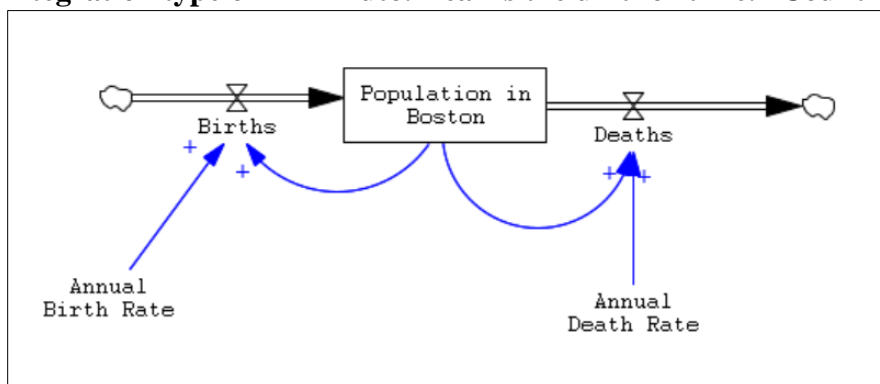 Population in
Boston
Births
Deaths
+
+
+
+
Annual
Birth Rate
Annual
Death Rate